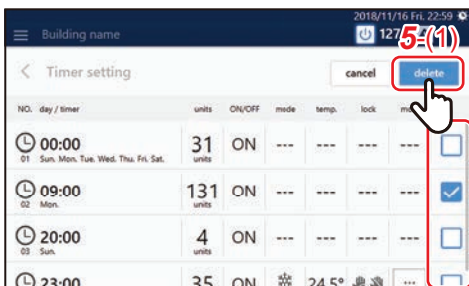 2018/11/16 Fri. 22:59
Building name
127
5-(1)
Timer setting
cancel
delete
NO. day / timer units ON/OFF mode temp. lock
00:00 31 ON --- --- --- ---
01 Sun. Mon. Tue. Wed. Thu. Fri. Sat. units
09:00 131 ON --- --- --- ---
02 Mon. units
20:00 4 ON --- --- --- ---
03 Sun. units
23:00 35 ON 24.5° ...